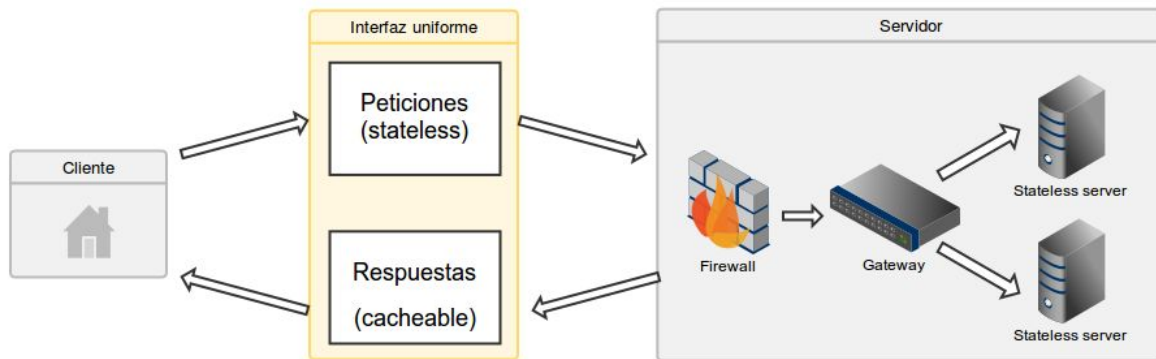 Interfaz uniforme
Servidor
Peticiones
(stateless)
Cliente
Stateless server
Firewall
Gateway
Respuestas
(cacheable)
Stateless server